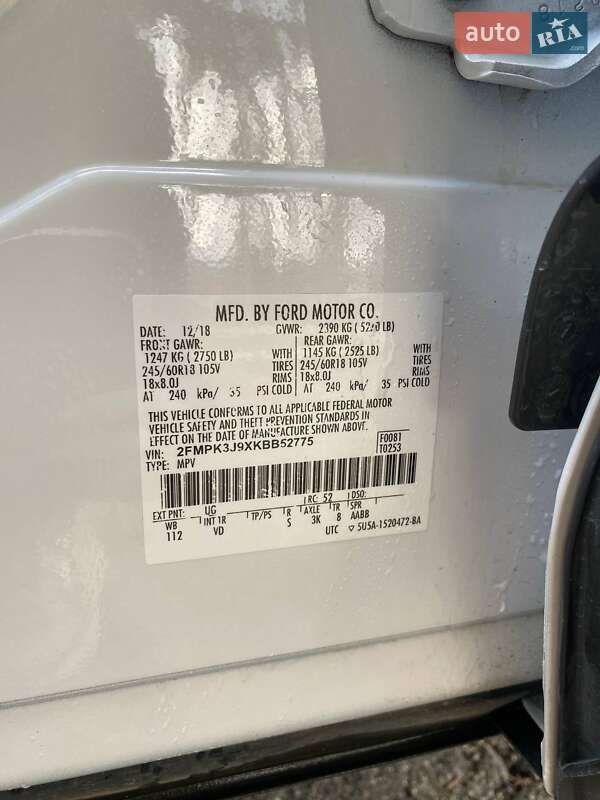 auto RIA .com
MFD. BY FORD MOTOR CO.
DATE: 12/18 GVWR: 2390 KG ( 5240 LB)
FRONT GAWR: REAR GAWR:
1247 KG ( 2750 LB) WITH 1145 KG ( 2525 LB) WITH
245/60R18 105V TIRES 245/60R18 105V TIRES
18x8.0J RIMS 18x8.0J RIMS
AT 240 kPa/ 35 PSI COLD AT 240 kPa/ 35 PSI COLD
THIS VEHICLE CONFORMS TO ALL APPLICABLE FEDERAL MOTOR
VEHICLE SAFETY AND THEFT PREVENTION STANDARDS IN
EFFECT ON THE DATE OF MANUFACTURE SHOWN ABOVE.
VIN: 2FMPK3J9XKBB52775 F0081
TYPE: MPV T0253
RC: 52 DSO:
EXT PNT: UG
WB INT TR TP/PS R AXLE TR SPR
112 VD S 3K 8 AABB
UTC ▽ 5U5A-1520472-BA